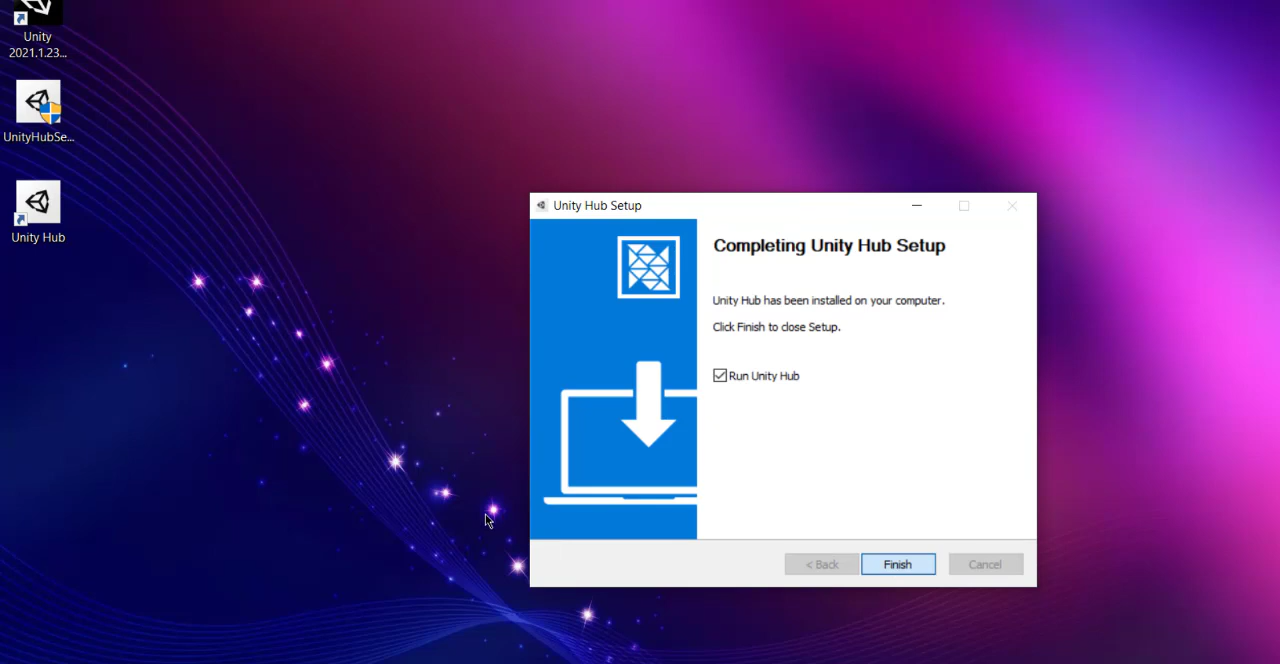 Unity
2021.1.23...
UnityHubSe...
Unity Hub
Unity Hub Setup
Completing Unity Hub Setup
Unity Hub has been installed on your computer.
Click Finish to close Setup.
Run Unity Hub
< Back
Finish
Cancel